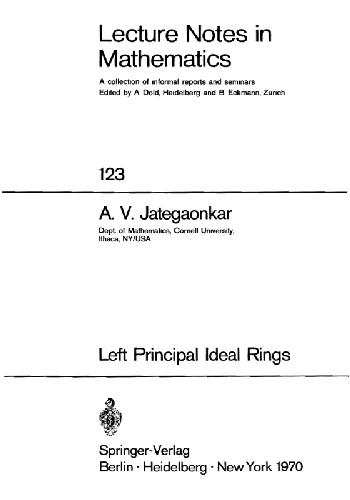 Lecture Notes in
Mathematics
A collection of informal reports and seminars
Edited by A. Dold, Heidelberg and B. Eckmann, Zürich
123
A. V. Jategaonkar
Dept. of Mathematics, Cornell University,
Ithaca, NY/USA
Left Principal Ideal Rings
Springer-Verlag
Berlin · Heidelberg · New York 1970